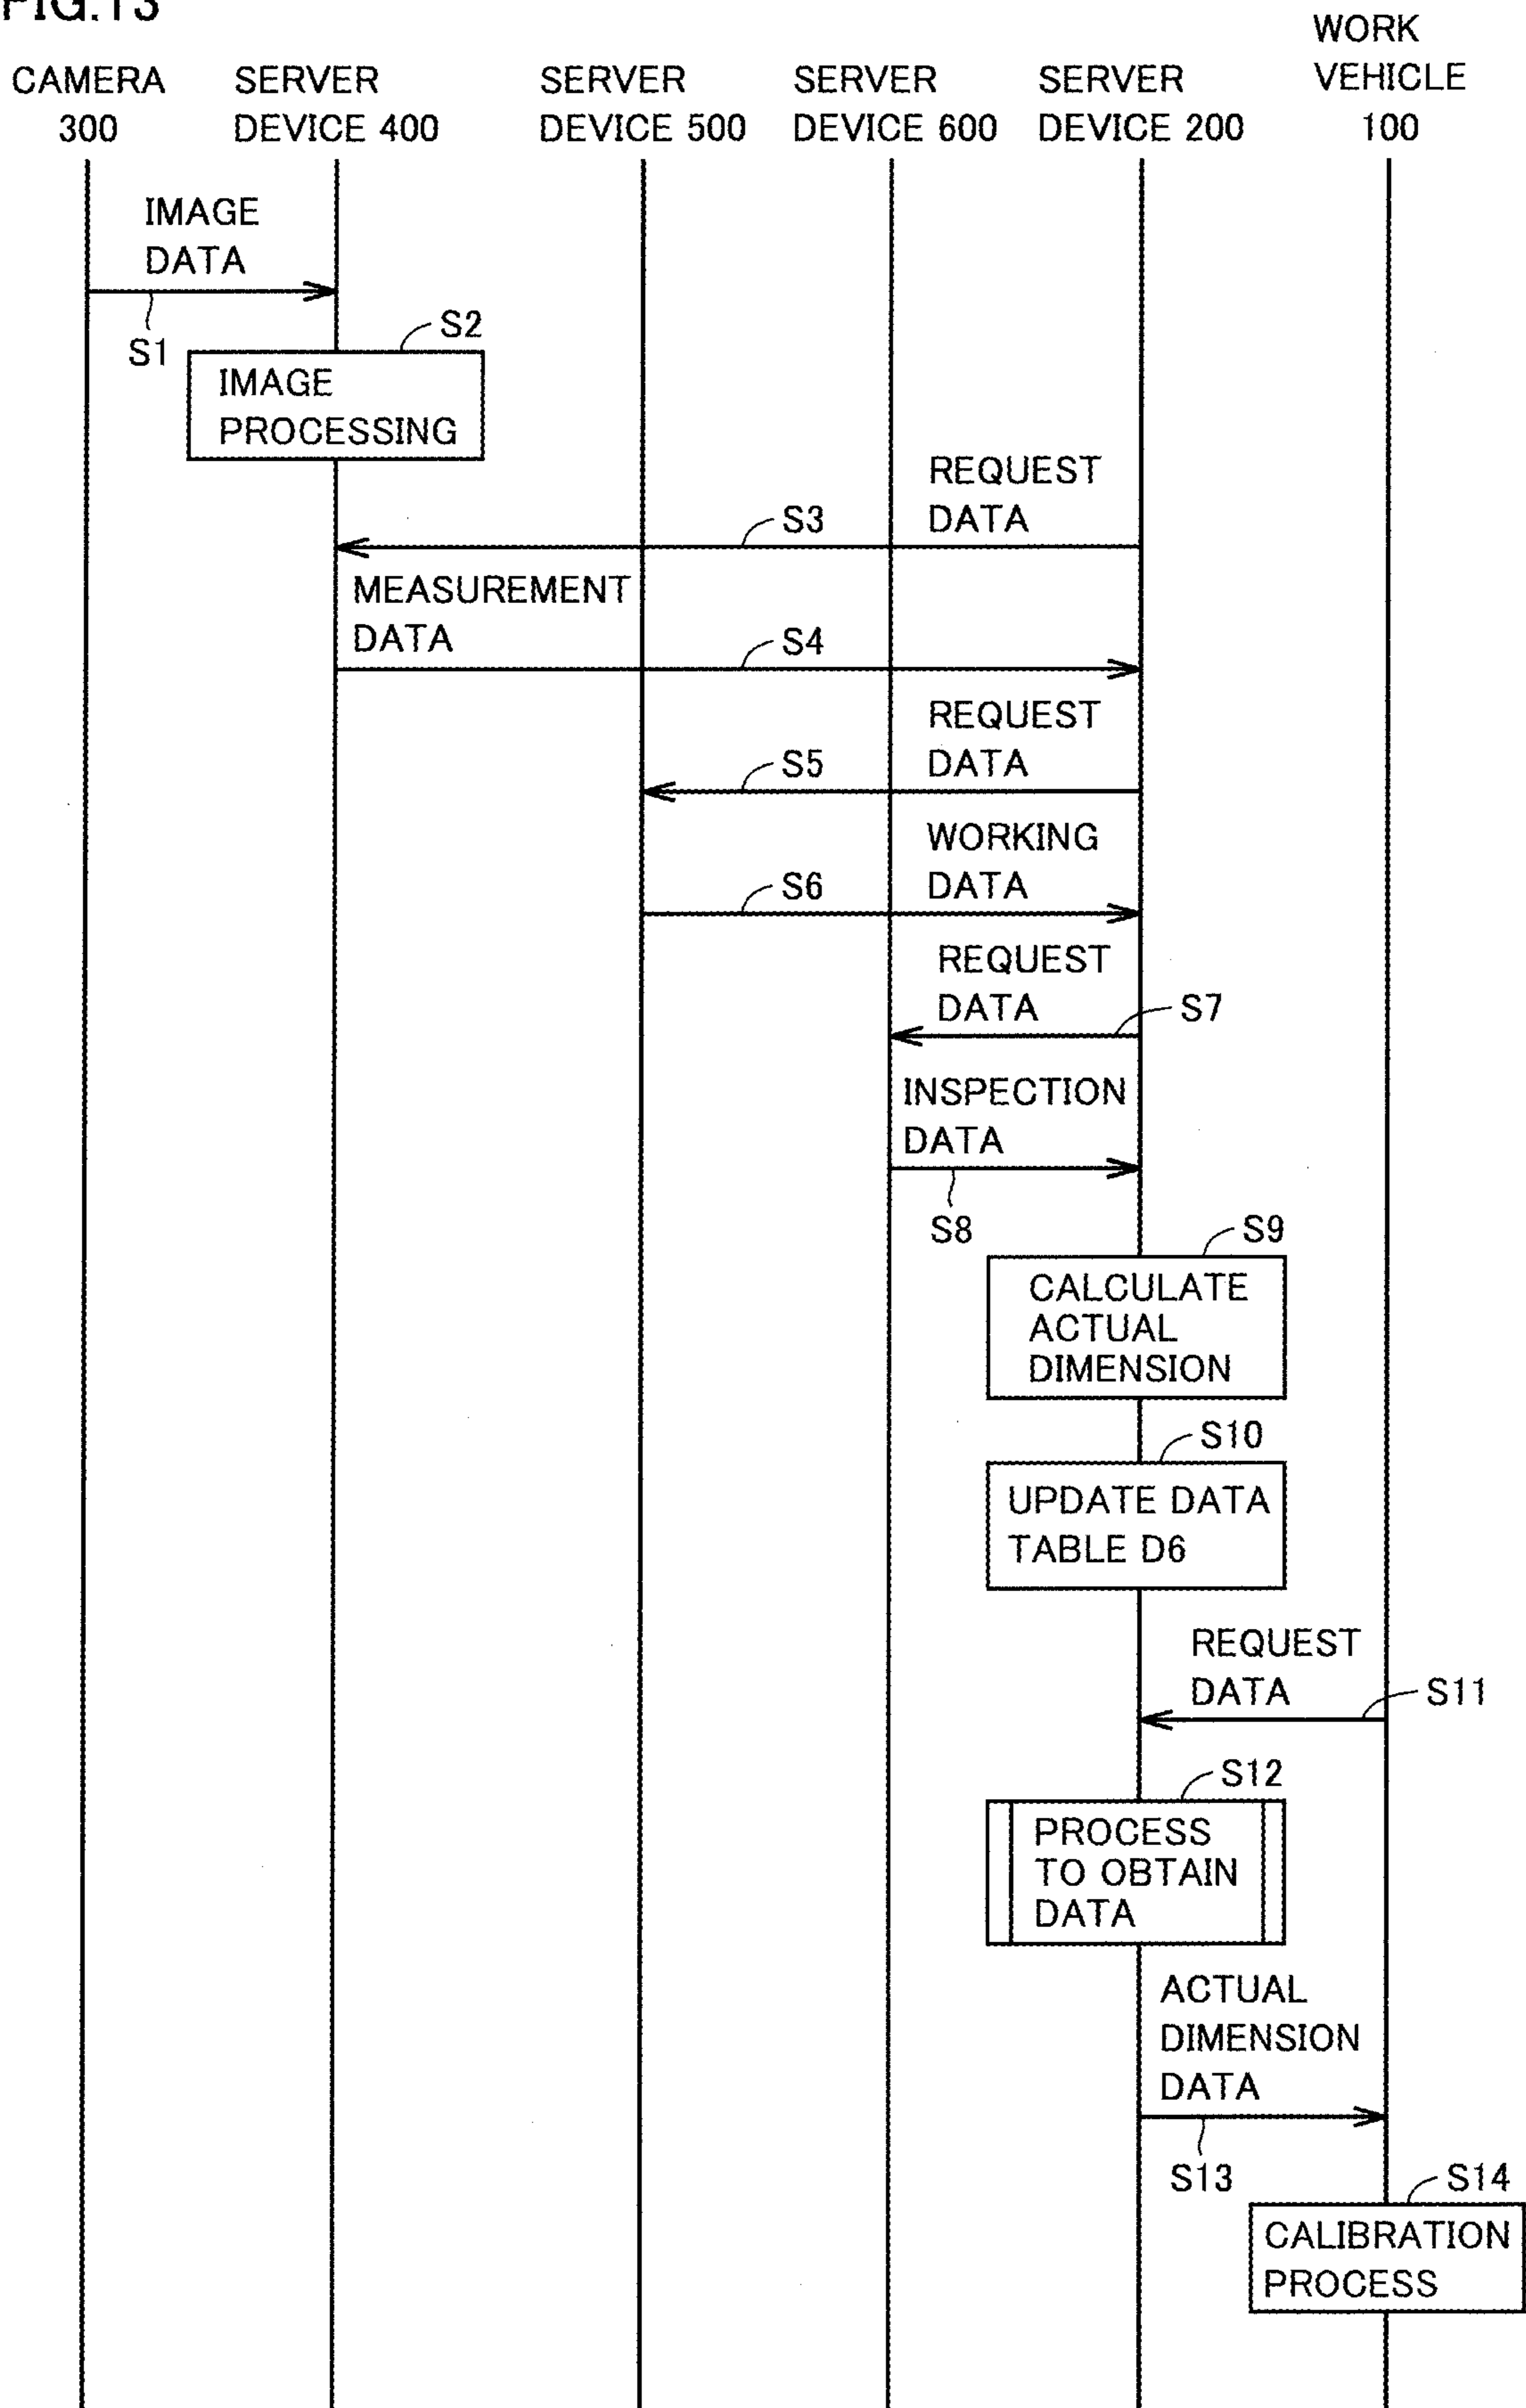 FIG.13
CAMERA
300
SERVER
DEVICE 400
SERVER
DEVICE 500
SERVER
DEVICE 600
SERVER
DEVICE 200
WORK
VEHICLE
100
IMAGE
DATA
S1
S2
IMAGE
PROCESSING
REQUEST
DATA
S3
MEASUREMENT
DATA
S4
REQUEST
DATA
S5
WORKING
DATA
S6
REQUEST
DATA
S7
INSPECTION
DATA
S8
S9
CALCULATE
ACTUAL
DIMENSION
S10
UPDATE DATA
TABLE D6
REQUEST
DATA
S11
S12
PROCESS
TO OBTAIN
DATA
ACTUAL
DIMENSION
DATA
S13
S14
CALIBRATION
PROCESS